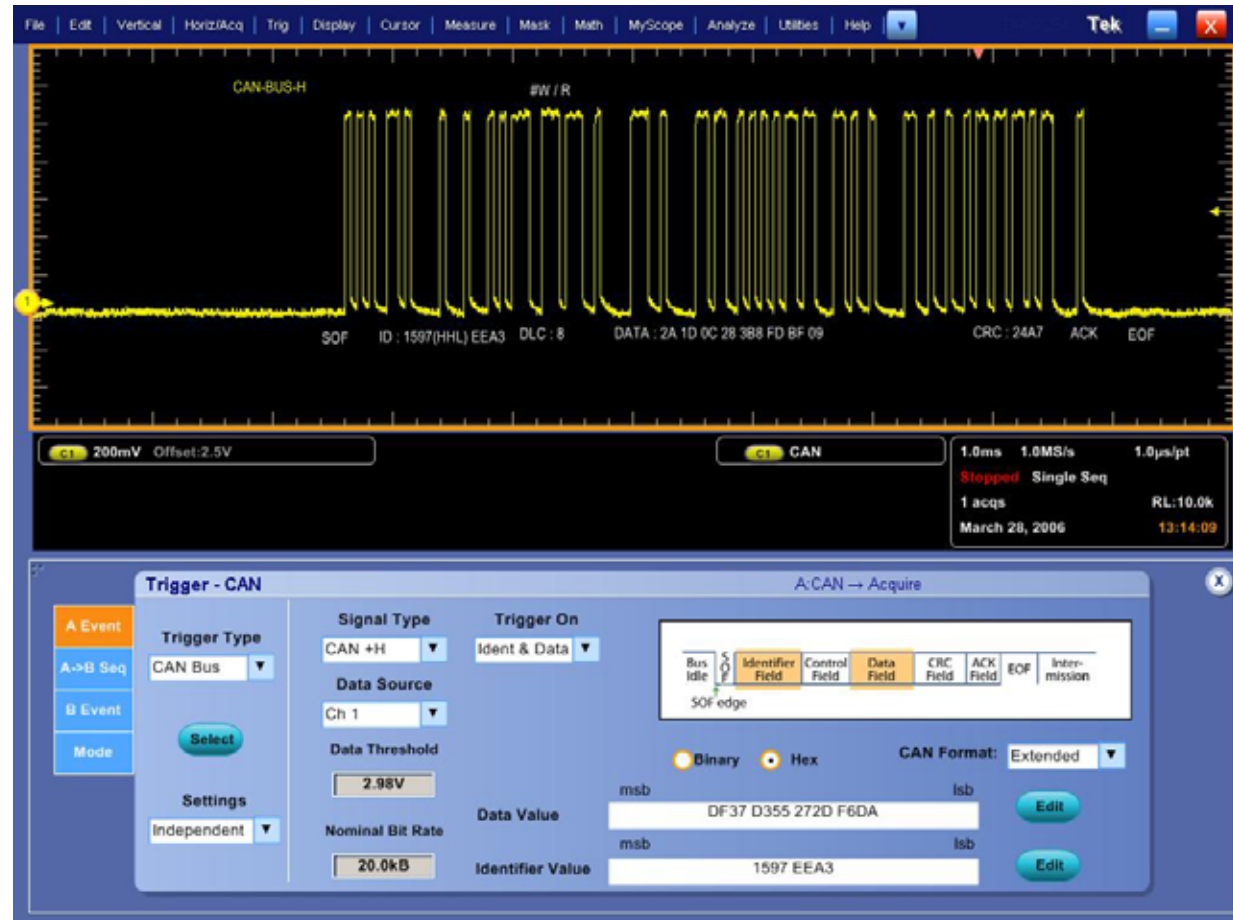 File | Edit | Vertical | Horiz/Acq | Trig | Display | Cursor | Measure | Mask | Math | MyScope | Analyze | Utilities | Help
Tek
CAN-BUS-H
#W / R
SOF ID : 1597(HHL) EEA3 DLC : 8 DATA : 2A 1D 0C 28 3B8 FD BF 09 CRC : 24A7 ACK EOF
1
C1 200mV Offset:2.5V
C1 CAN
1.0ms 1.0MS/s 1.0µs/pt
Stopped Single Seq
1 acqs RL:10.0k
March 28, 2006 13:14:09
Trigger - CAN
A:CAN → Acquire
X
A Event
A->B Seq
B Event
Mode
Trigger Type
CAN Bus
Select
Settings
Independent
Signal Type
CAN +H
Data Source
Ch 1
Data Threshold
2.98V
Nominal Bit Rate
20.0kB
Trigger On
Ident & Data
Bus Idle
SOF
Identifier Field
Control Field
Data Field
CRC Field
ACK Field
EOF
Inter-
mission
SOF edge
Binary Hex
CAN Format: Extended
msb lsb
Data Value DF37 D355 272D F6DA Edit
msb lsb
Identifier Value 1597 EEA3 Edit